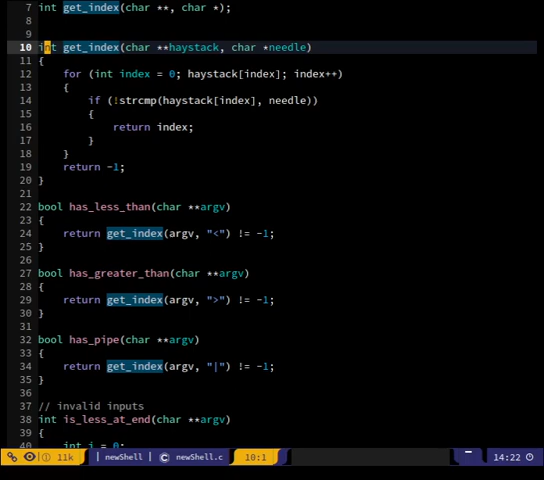 7 int get_index(char **, char *);
8
9
10 int get_index(char **haystack, char *needle)
11 {
12     for (int index = 0; haystack[index]; index++)
13     {
14         if (!strcmp(haystack[index], needle))
15         {
16             return index;
17         }
18     }
19     return -1;
20 }
21
22 bool has_less_than(char **argv)
23 {
24     return get_index(argv, "<") != -1;
25 }
26
27 bool has_greater_than(char **argv)
28 {
29     return get_index(argv, ">") != -1;
30 }
31
32 bool has_pipe(char **argv)
33 {
34     return get_index(argv, "|") != -1;
35 }
36
37 // invalid inputs
38 int is_less_at_end(char **argv)
39 {
40     int i = 0;
① 11k | newShell | C newShell.c 10:1 14:22